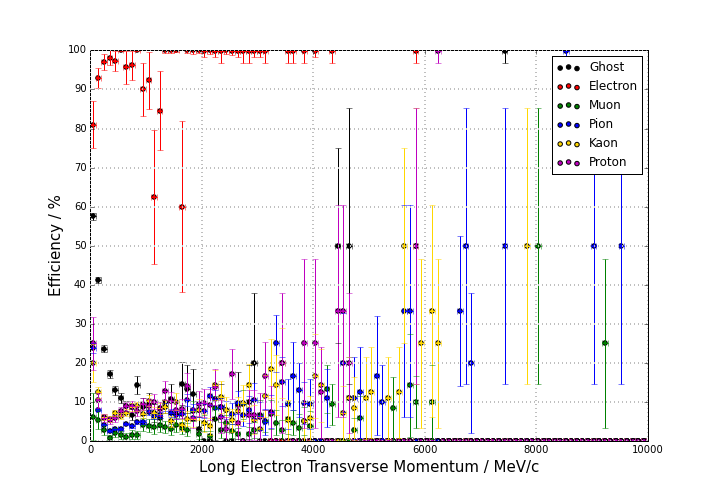 100
90
80
70
60
50
40
30
20
10
0
Efficiency / %
Ghost
Electron
Muon
Pion
Kaon
Proton
0 2000 4000 6000 8000 10000
Long Electron Transverse Momentum / MeV/c